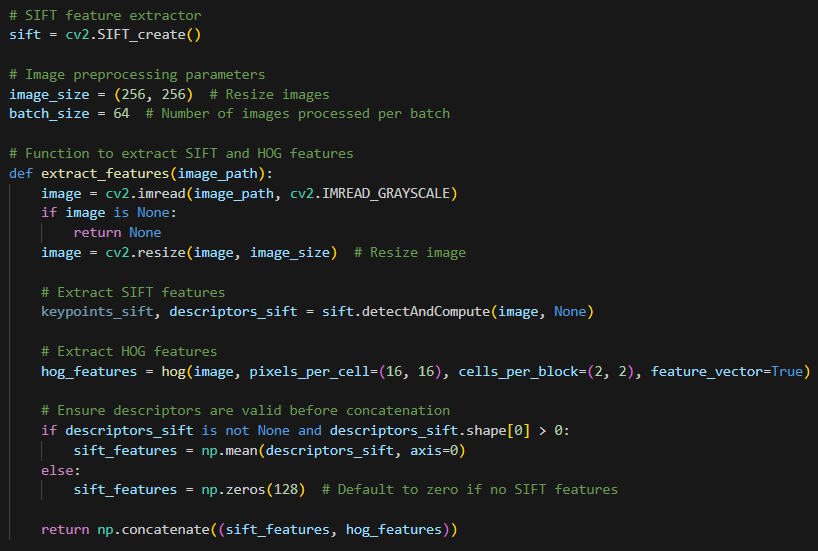 # SIFT feature extractor
sift = cv2.SIFT_create()

# Image preprocessing parameters
image_size = (256, 256)  # Resize images
batch_size = 64  # Number of images processed per batch

# Function to extract SIFT and HOG features
def extract_features(image_path):
    image = cv2.imread(image_path, cv2.IMREAD_GRAYSCALE)
    if image is None:
        return None
    image = cv2.resize(image, image_size)  # Resize image

    # Extract SIFT features
    keypoints_sift, descriptors_sift = sift.detectAndCompute(image, None)

    # Extract HOG features
    hog_features = hog(image, pixels_per_cell=(16, 16), cells_per_block=(2, 2), feature_vector=True)

    # Ensure descriptors are valid before concatenation
    if descriptors_sift is not None and descriptors_sift.shape[0] > 0:
        sift_features = np.mean(descriptors_sift, axis=0)
    else:
        sift_features = np.zeros(128)  # Default to zero if no SIFT features

    return np.concatenate((sift_features, hog_features))